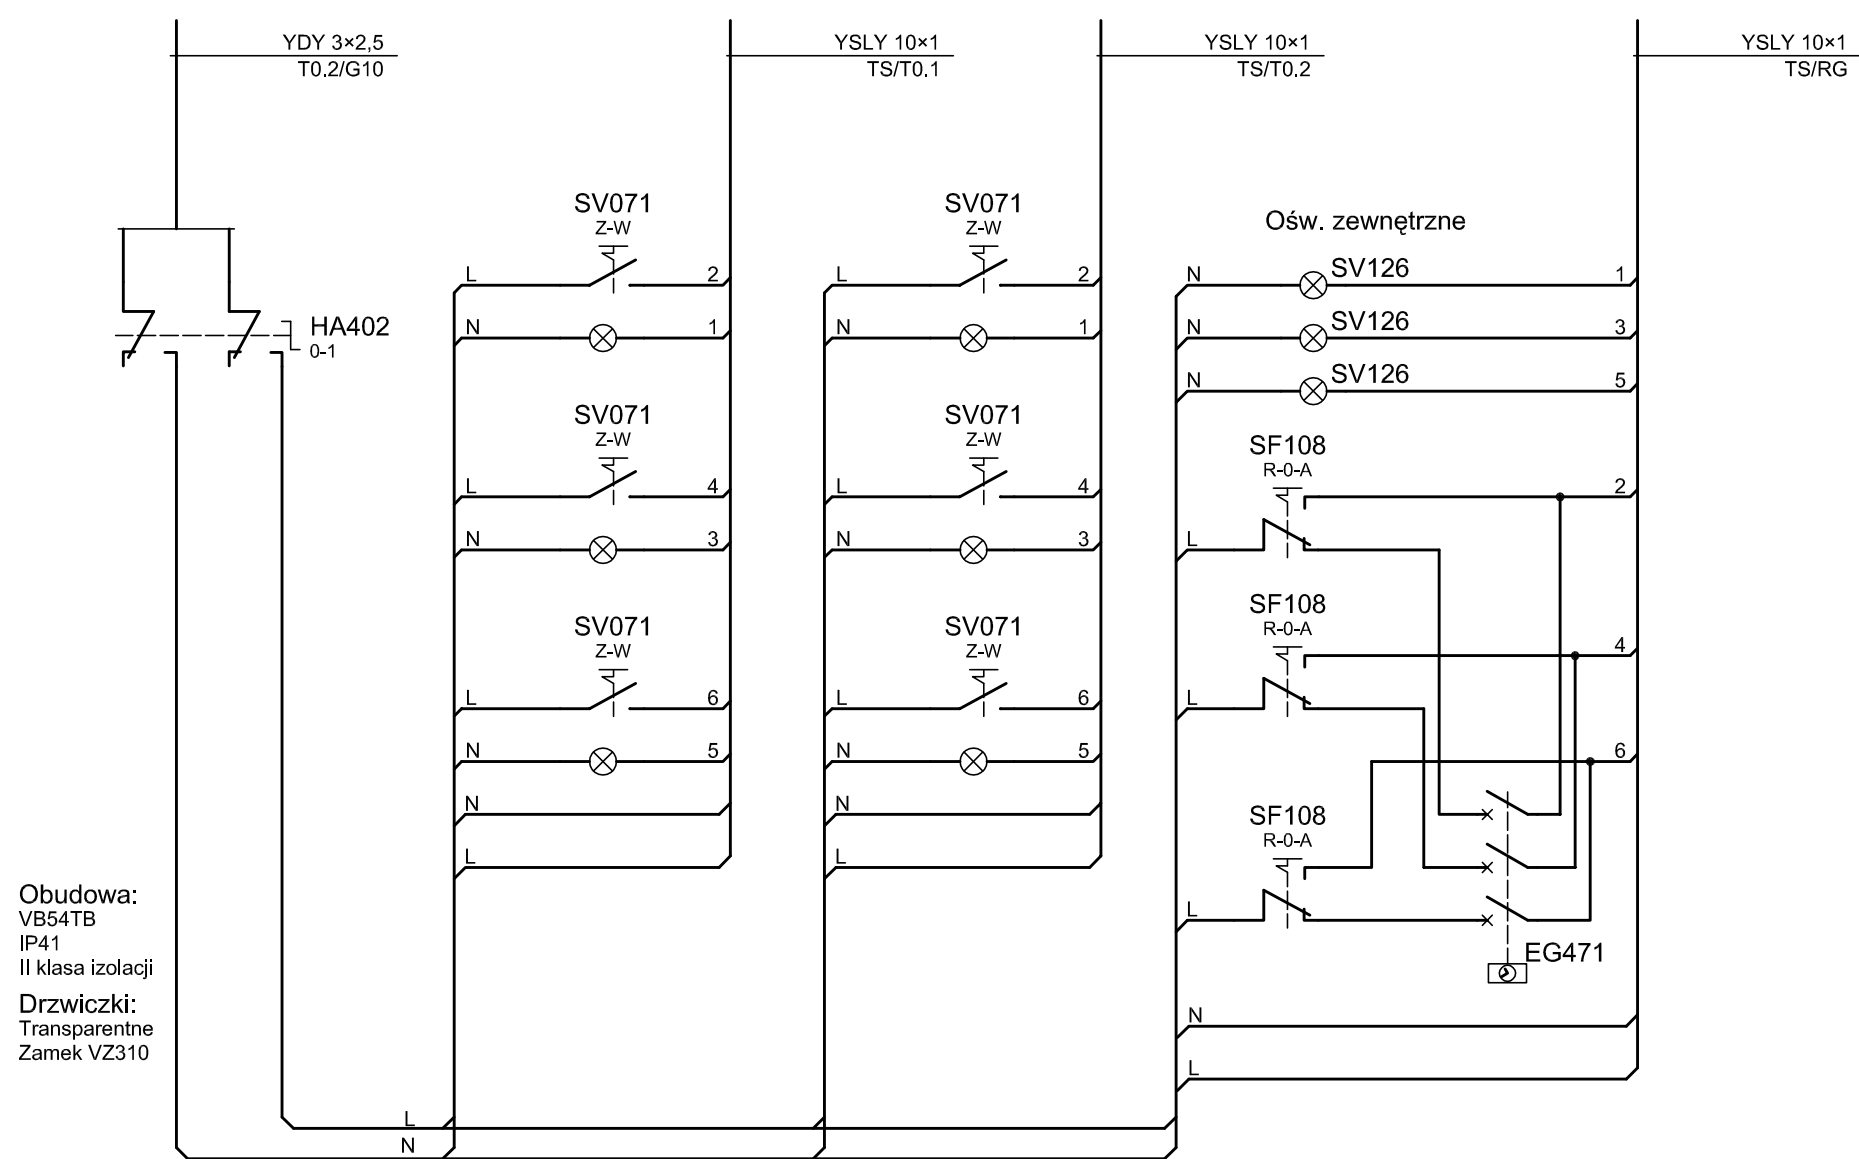 YDY 3×2,5
T0.2/G10
YSLY 10×1
TS/T0.1
YSLY 10×1
TS/T0.2
YSLY 10×1
TS/RG
HA402
0-1
SV071
Z-W
L 2
N 1
SV071
Z-W
L 4
N 3
SV071
Z-W
L 6
N 5
N
L
SV071
Z-W
L 2
N 1
SV071
Z-W
L 4
N 3
SV071
Z-W
L 6
N 5
N
L
Ośw. zewnętrzne
N SV126 1
N SV126 3
N SV126 5
SF108
R-0-A
2
L
SF108
R-0-A
4
L
6
SF108
R-0-A
L
EG471
N
L
Obudowa:
VB54TB
IP41
II klasa izolacji
Drzwiczki:
Transparentne
Zamek VZ310
L
N